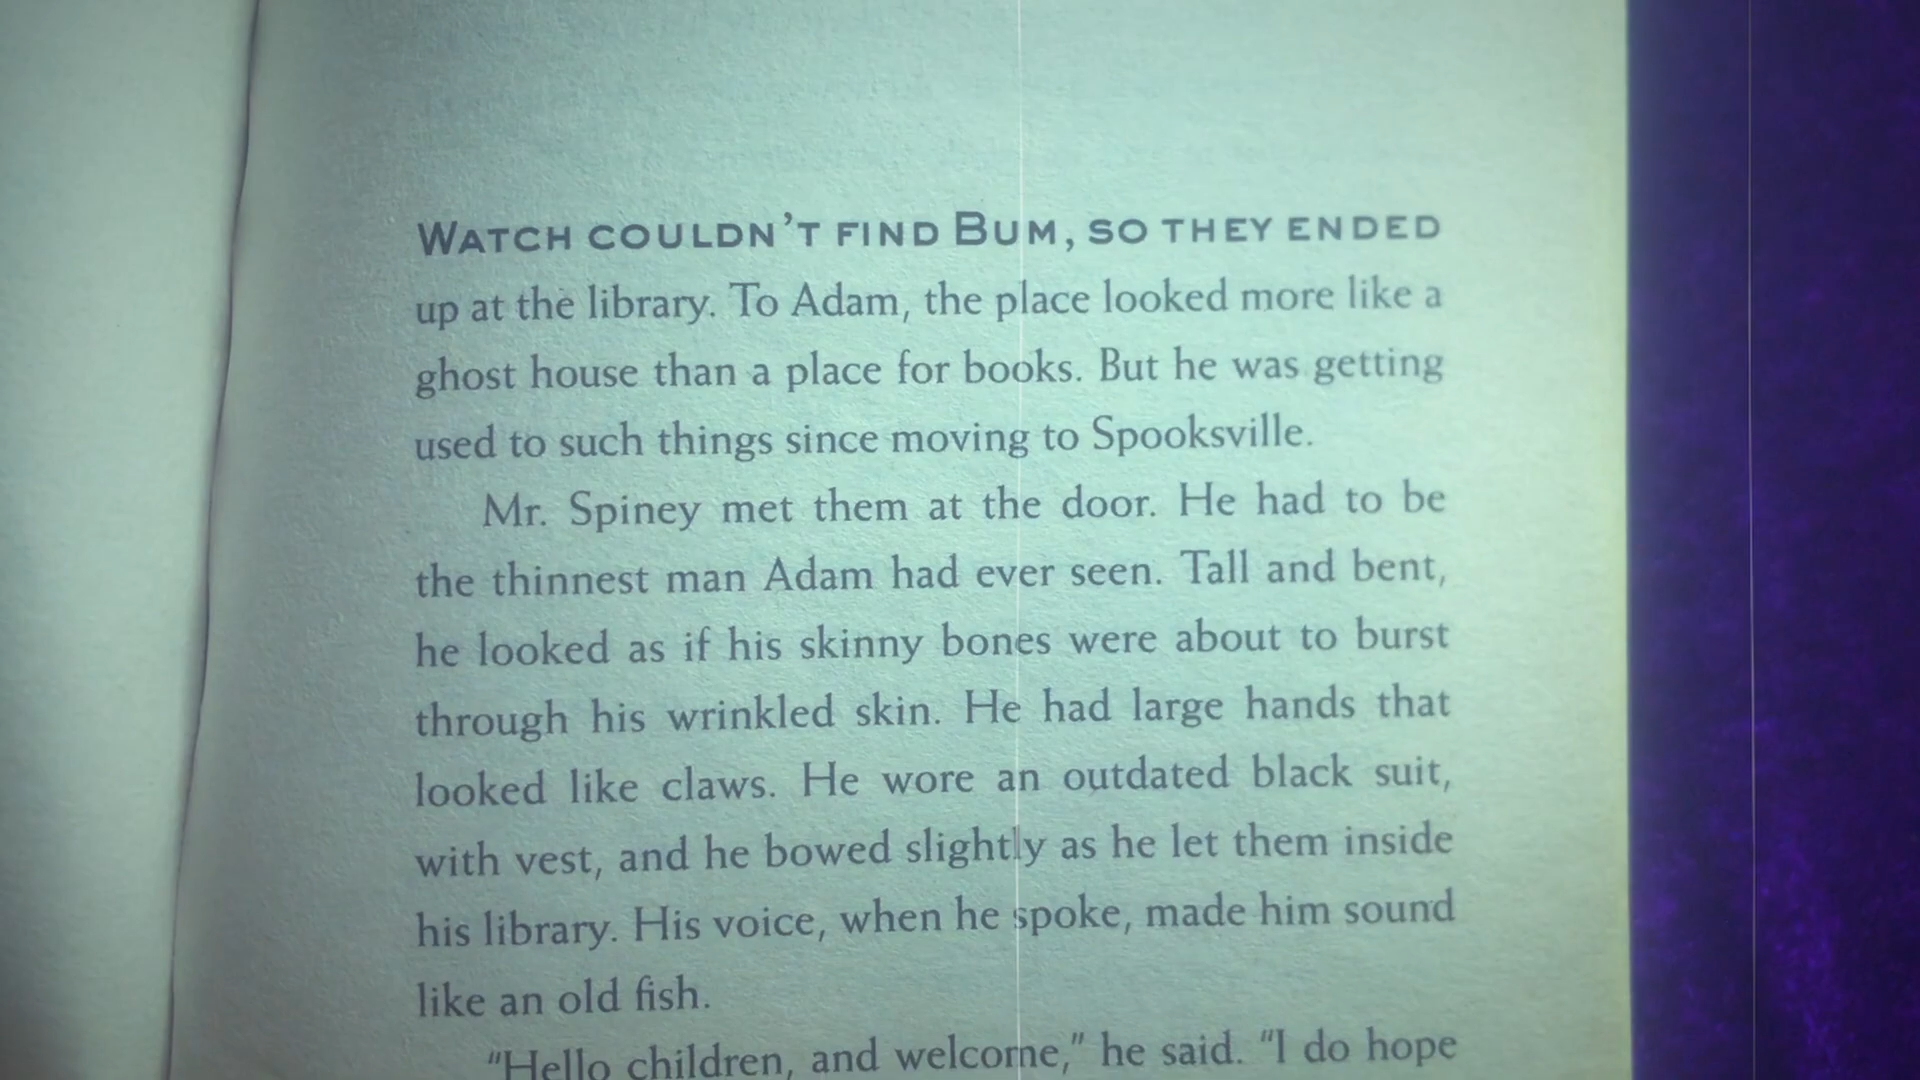 WATCH COULDN'T FIND BUM, SO THEY ENDED
up at the library. To Adam, the place looked more like a
ghost house than a place for books. But he was getting
used to such things since moving to Spooksville.
Mr. Spiney met them at the door. He had to be
the thinnest man Adam had ever seen. Tall and bent,
he looked as if his skinny bones were about to burst
through his wrinkled skin. He had large hands that
looked like claws. He wore an outdated black suit,
with vest, and he bowed slightly as he let them inside
his library. His voice, when he spoke, made him sound
like an old fish.
"Hello children, and welcome," he said. "I do hope